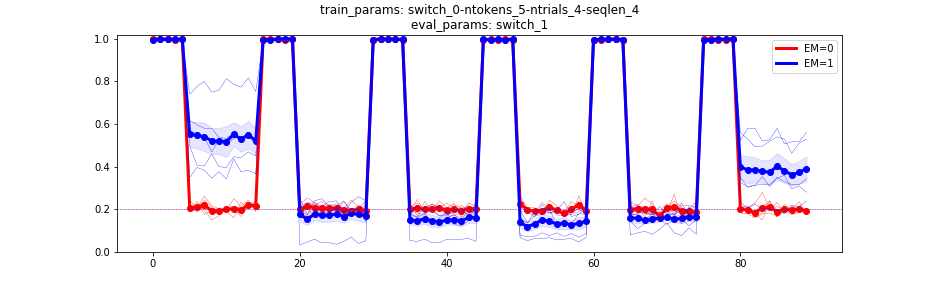 train_params: switch_0-ntokens_5-ntrials_4-seqlen_4
eval_params: switch_1
1.0
0.8
0.6
0.4
0.2
0.0
EM=0
EM=1
0 20 40 60 80